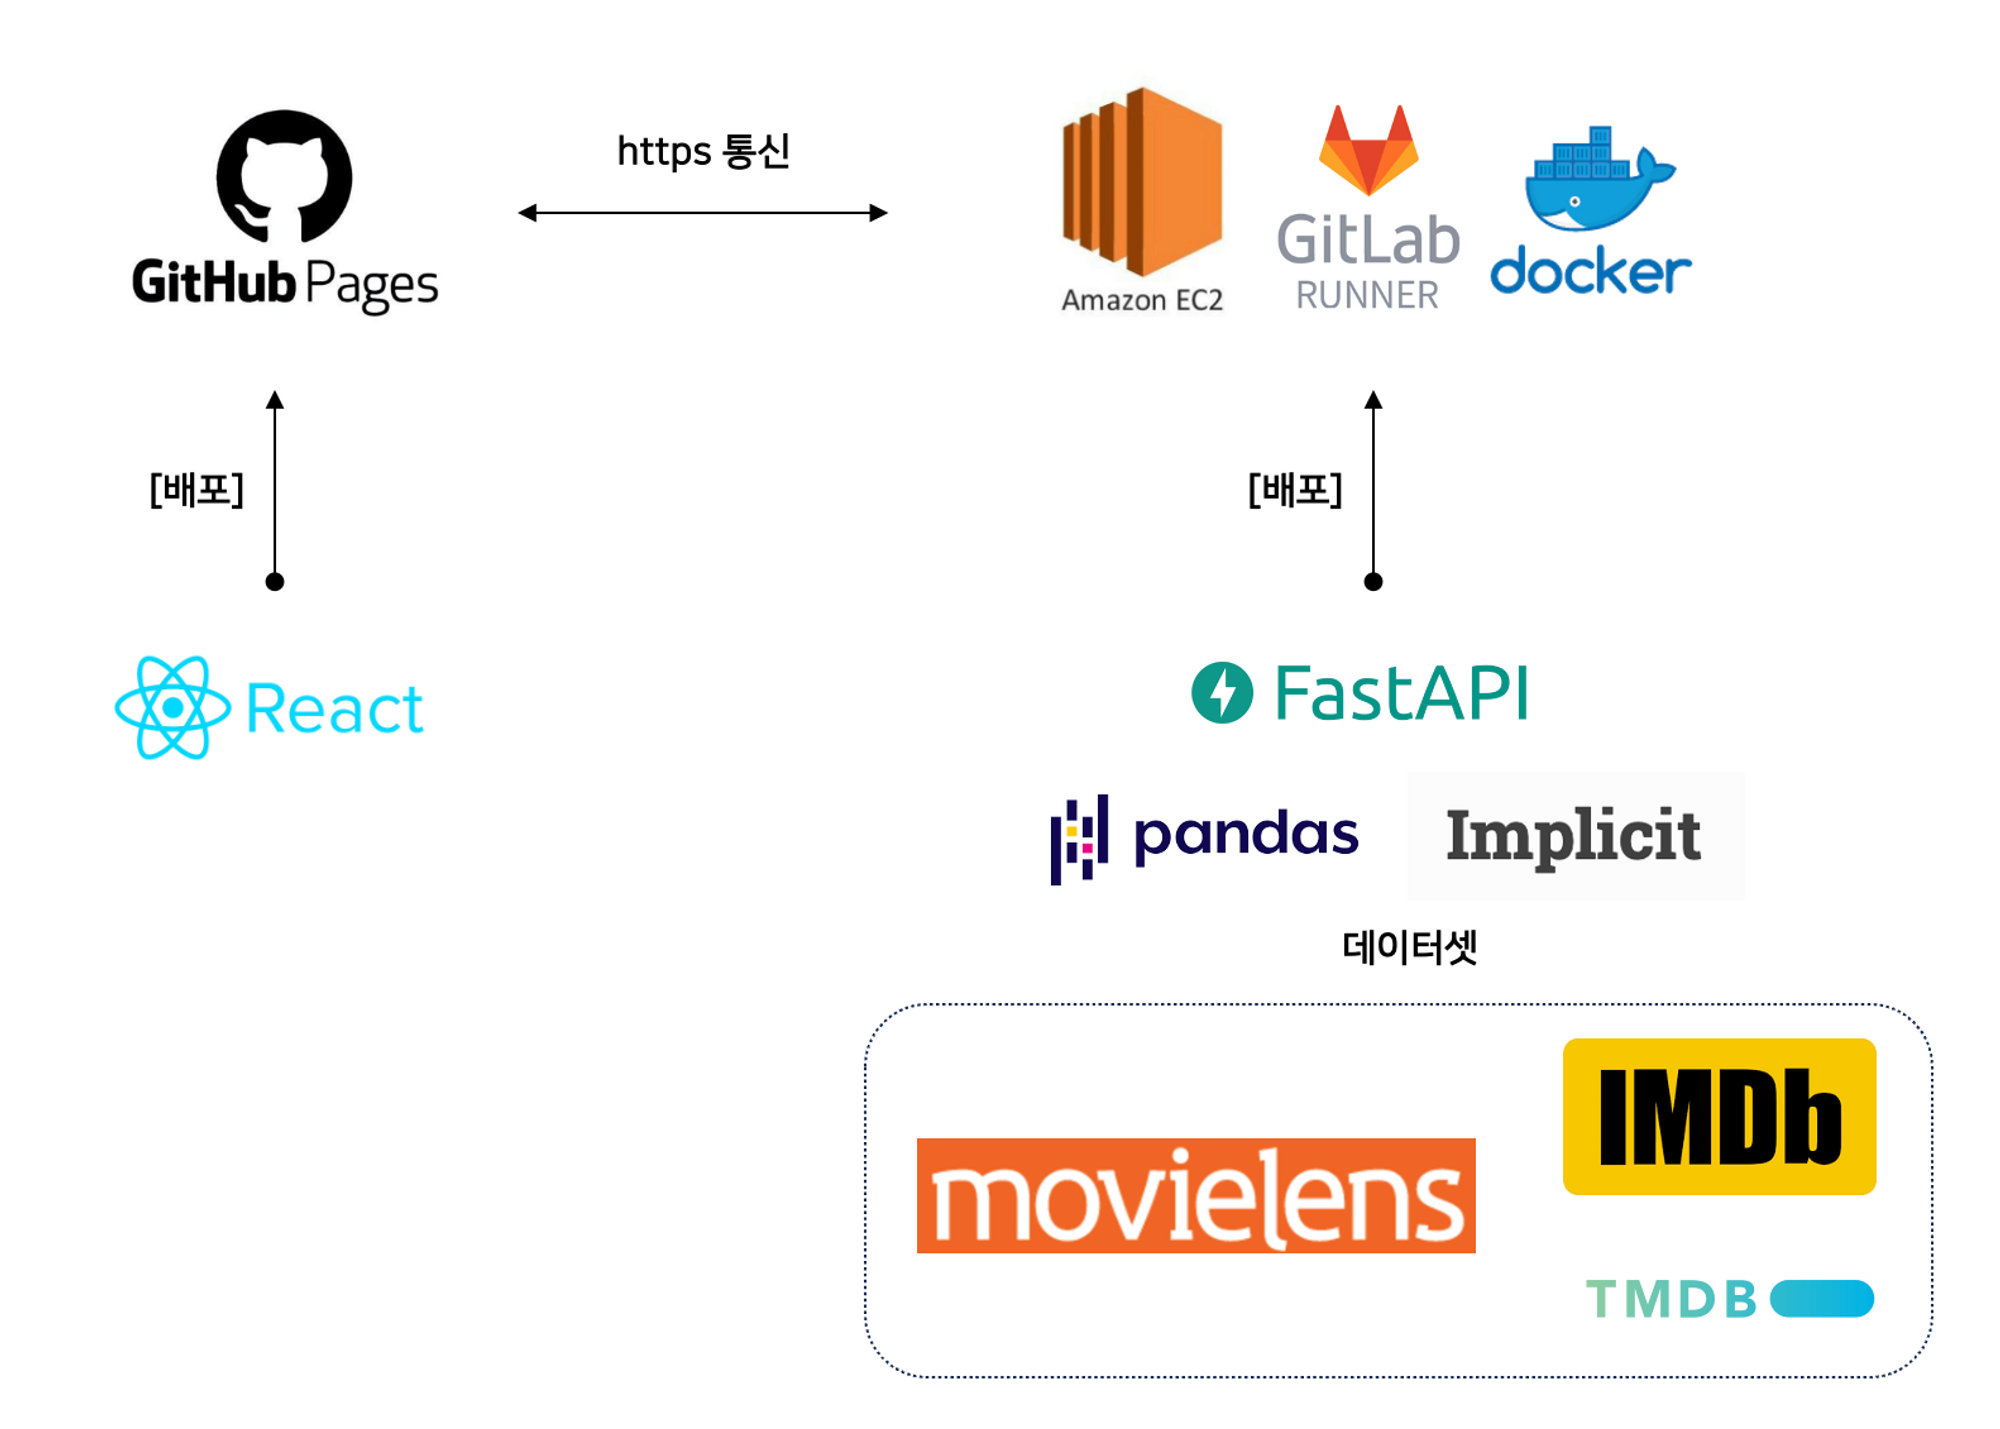 GitHub Pages
https 통신
Amazon EC2
GitLab
RUNNER
docker
[배포]
[배포]
React
FastAPI
pandas
Implicit
데이터셋
movielens
IMDb
TMDB